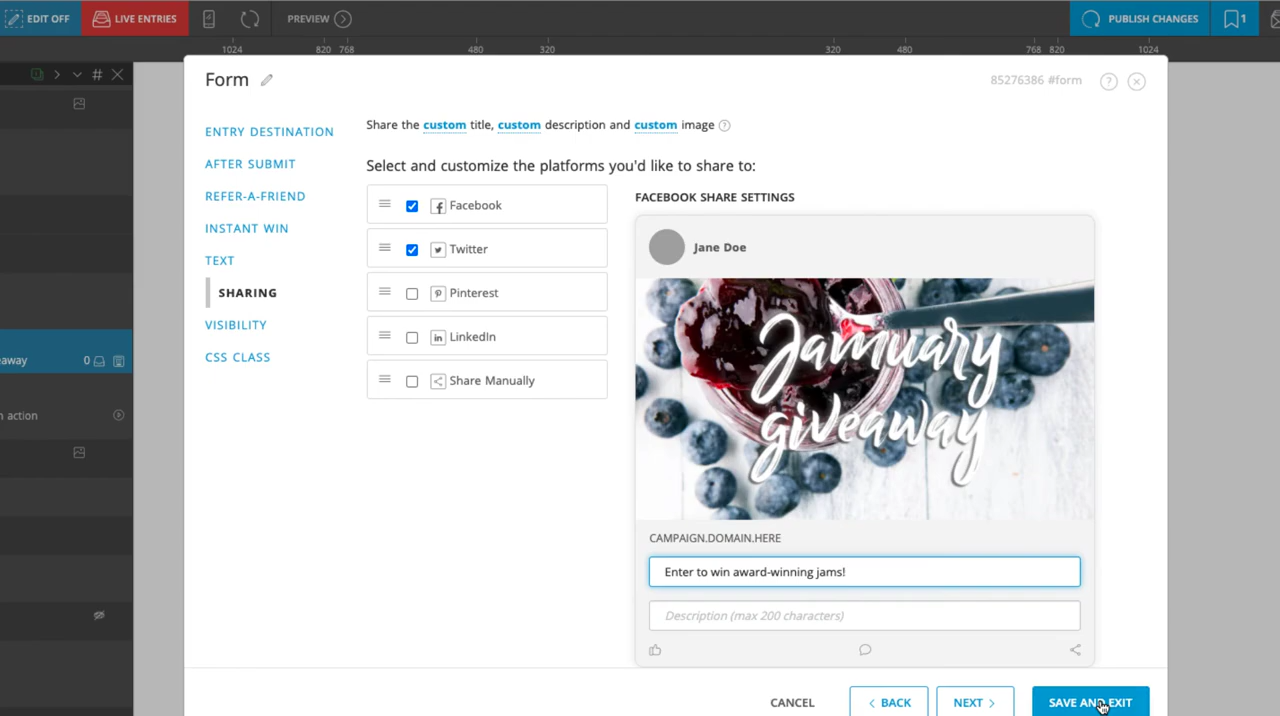 EDIT OFF LIVE ENTRIES PREVIEW PUBLISH CHANGES 1
1024 820 768 480 320 320 480 768 820 1024
#
Form 85276386 #form ?
ENTRY DESTINATION
AFTER SUBMIT
REFER-A-FRIEND
INSTANT WIN
TEXT
SHARING
VISIBILITY
CSS CLASS
eaway 0
n action
Share the custom title, custom description and custom image ?
Select and customize the platforms you'd like to share to:
Facebook
Twitter
Pinterest
LinkedIn
Share Manually
FACEBOOK SHARE SETTINGS
Jane Doe
Jamuary
giveaway
CAMPAIGN.DOMAIN.HERE
Enter to win award-winning jams!
Description (max 200 characters)
CANCEL < BACK NEXT > SAVE AND EXIT